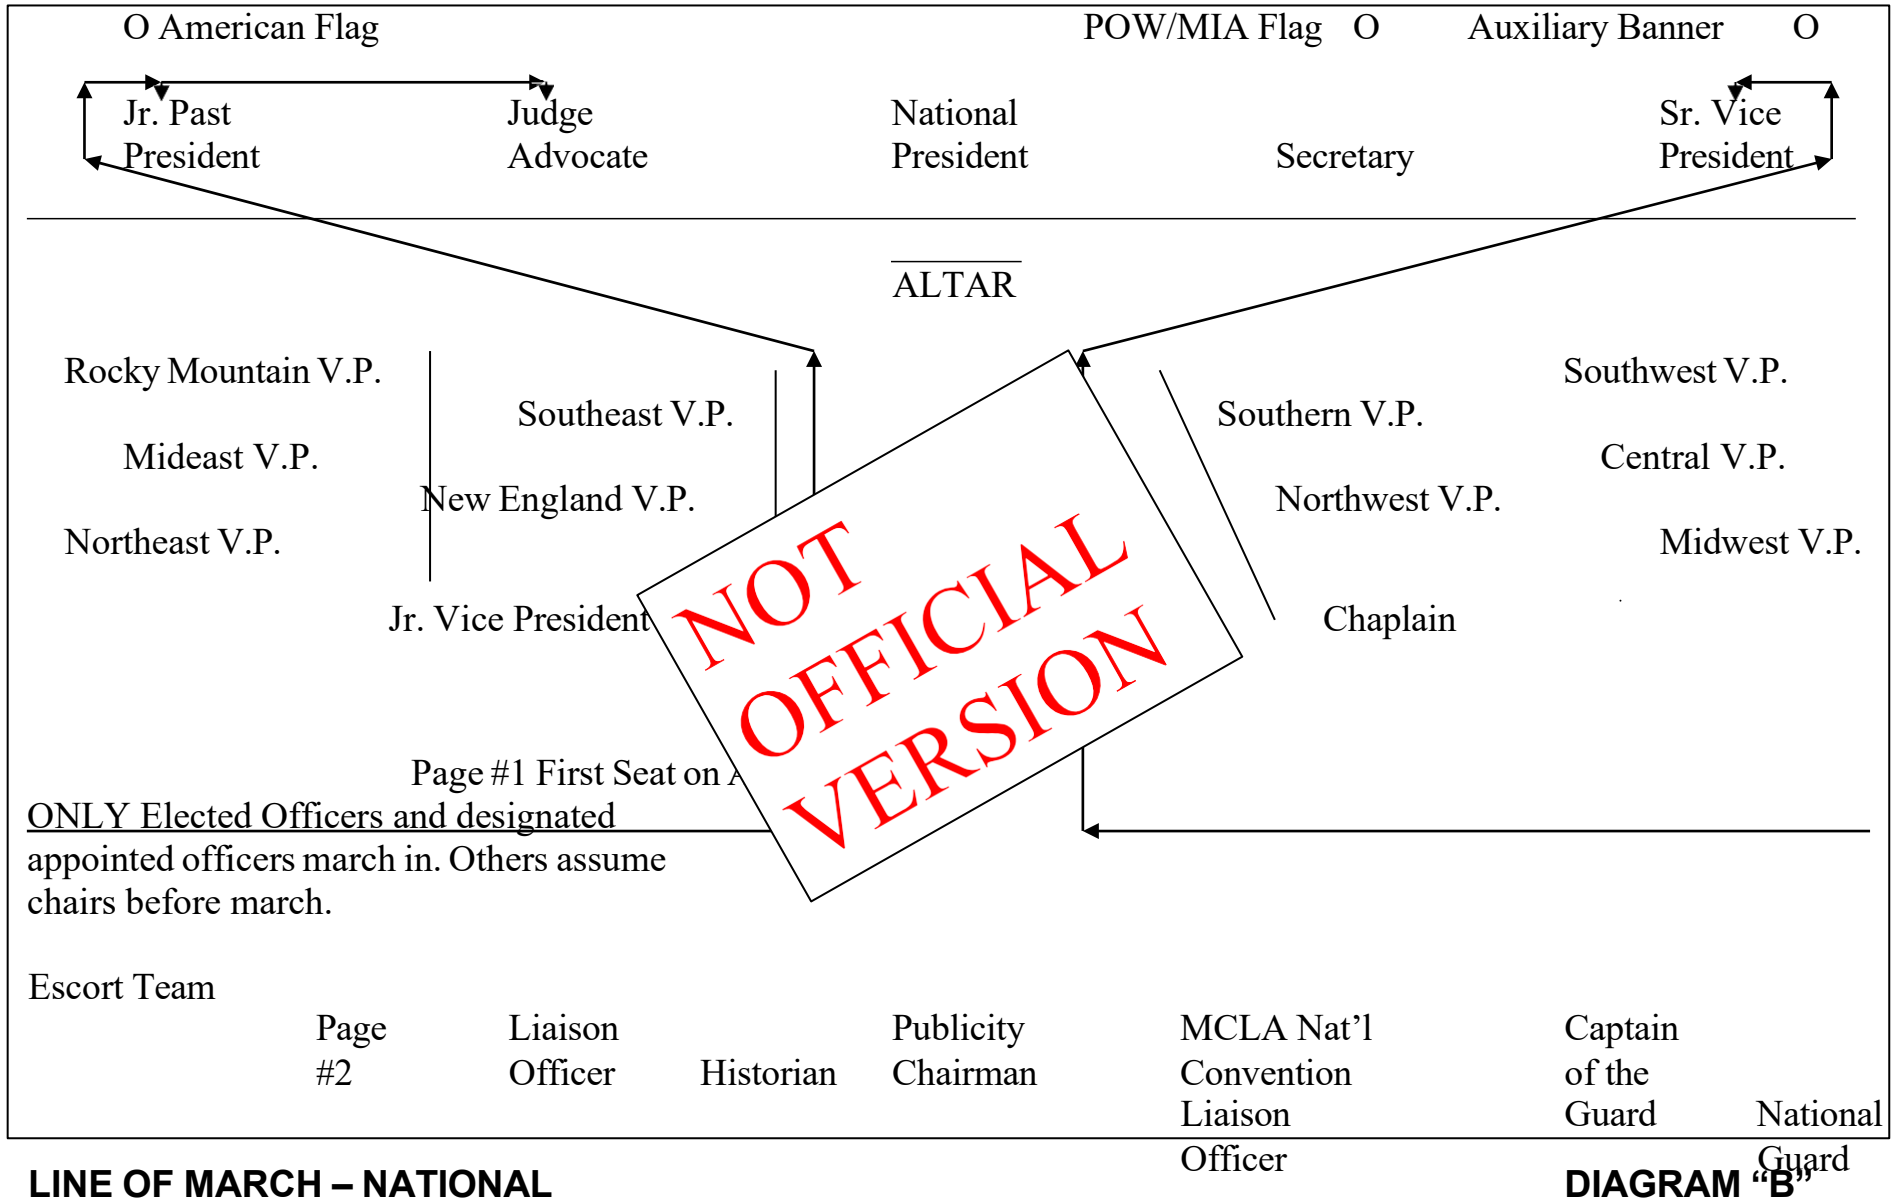 O American Flag POW/MIA Flag O Auxiliary Banner O
Jr. Past Judge National Sr. Vice
President Advocate President Secretary President
ALTAR
Rocky Mountain V.P. Southwest V.P.
Southeast V.P. Southern V.P.
Mideast V.P. Central V.P.
New England V.P. Northwest V.P.
Northeast V.P. Midwest V.P.
Jr. Vice President Chaplain
NOT
OFFICIAL
VERSION
Page #1 First Seat on
ONLY Elected Officers and designated
appointed officers march in. Others assume
chairs before march.
Escort Team
Page Liaison Publicity MCLA Nat’l Captain
#2 Officer Historian Chairman Convention of the
Liaison Guard National
Officer Guard
LINE OF MARCH – NATIONAL DIAGRAM “B”